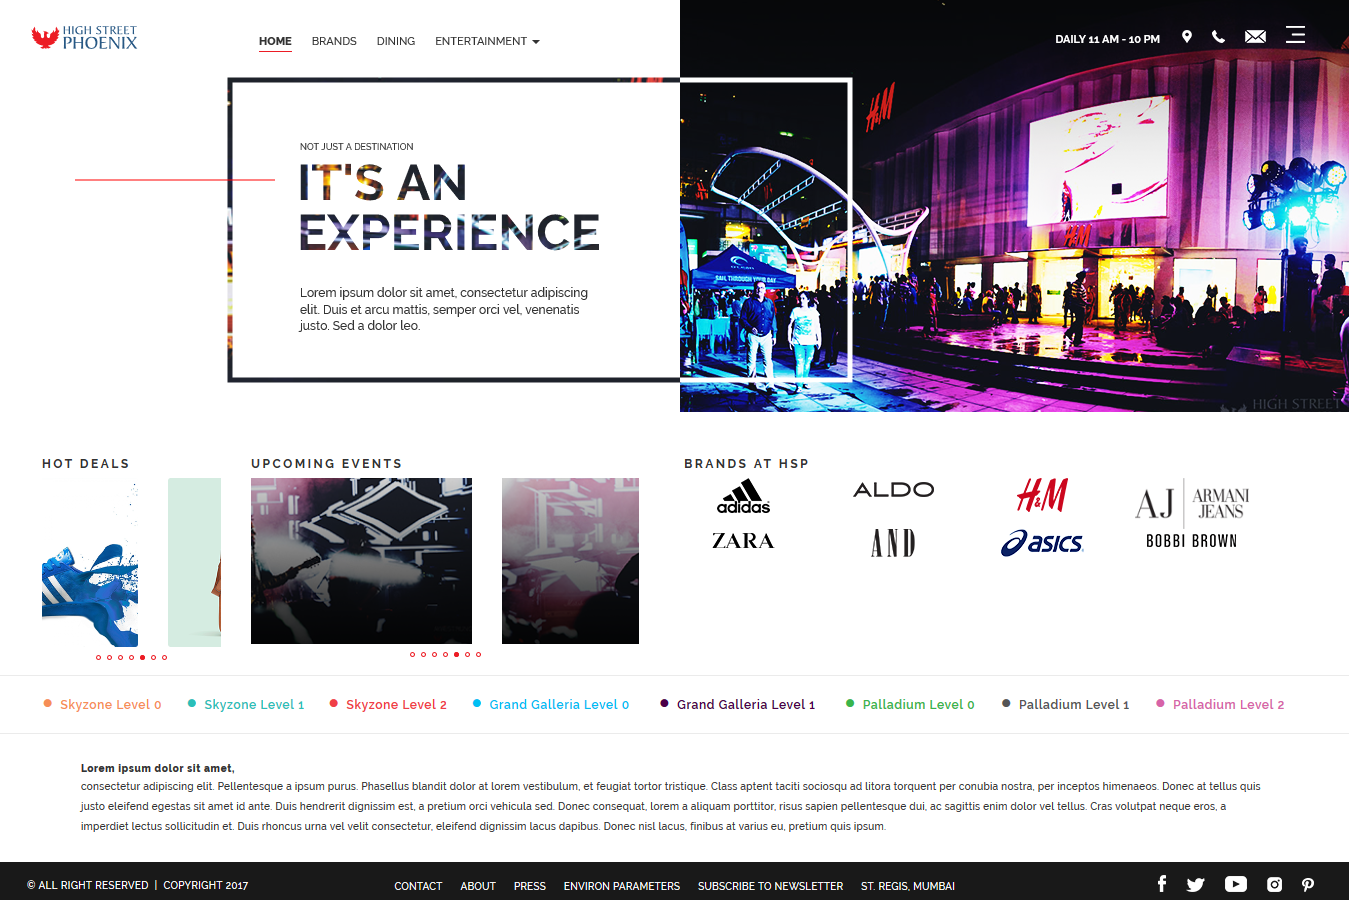 HIGH STREET
PHOENIX
HOME BRANDS DINING ENTERTAINMENT
DAILY 11 AM - 10 PM
H&M
NOT JUST A DESTINATION
IT'S AN
EXPERIENCE
SAIL THROUGH YOUR DAY
H&M
Lorem ipsum dolor sit amet, consectetur adipiscing
elit. Duis et arcu mattis, semper orci vel, venenatis
justo. Sed a dolor leo.
HIGH STREET
HOT DEALS
UPCOMING EVENTS
BRANDS AT HSP
adidas
ALDO
H&M
AJ ARMANI
JEANS
ZARA
AND
asics
BOBBI BROWN
Skyzone Level 0 Skyzone Level 1 Skyzone Level 2 Grand Galleria Level 0 Grand Galleria Level 1 Palladium Level 0 Palladium Level 1 Palladium Level 2
Lorem ipsum dolor sit amet,
consectetur adipiscing elit. Pellentesque a ipsum purus. Phasellus blandit dolor at lorem vestibulum, et feugiat tortor tristique. Class aptent taciti sociosqu ad litora torquent per conubia nostra, per inceptos himenaeos. Donec at tellus quis
justo eleifend egestas sit amet id ante. Duis hendrerit dignissim est, a pretium orci vehicula sed. Donec consequat, lorem a aliquam porttitor, risus sapien pellentesque dui, ac sagittis enim dolor vel tellus. Cras volutpat neque eros, a
imperdiet lectus sollicitudin et. Duis rhoncus urna vel velit consectetur, eleifend dignissim lacus dapibus. Donec nisl lacus, finibus at varius eu, pretium quis ipsum.
© ALL RIGHT RESERVED | COPYRIGHT 2017
CONTACT ABOUT PRESS ENVIRON PARAMETERS SUBSCRIBE TO NEWSLETTER ST. REGIS, MUMBAI